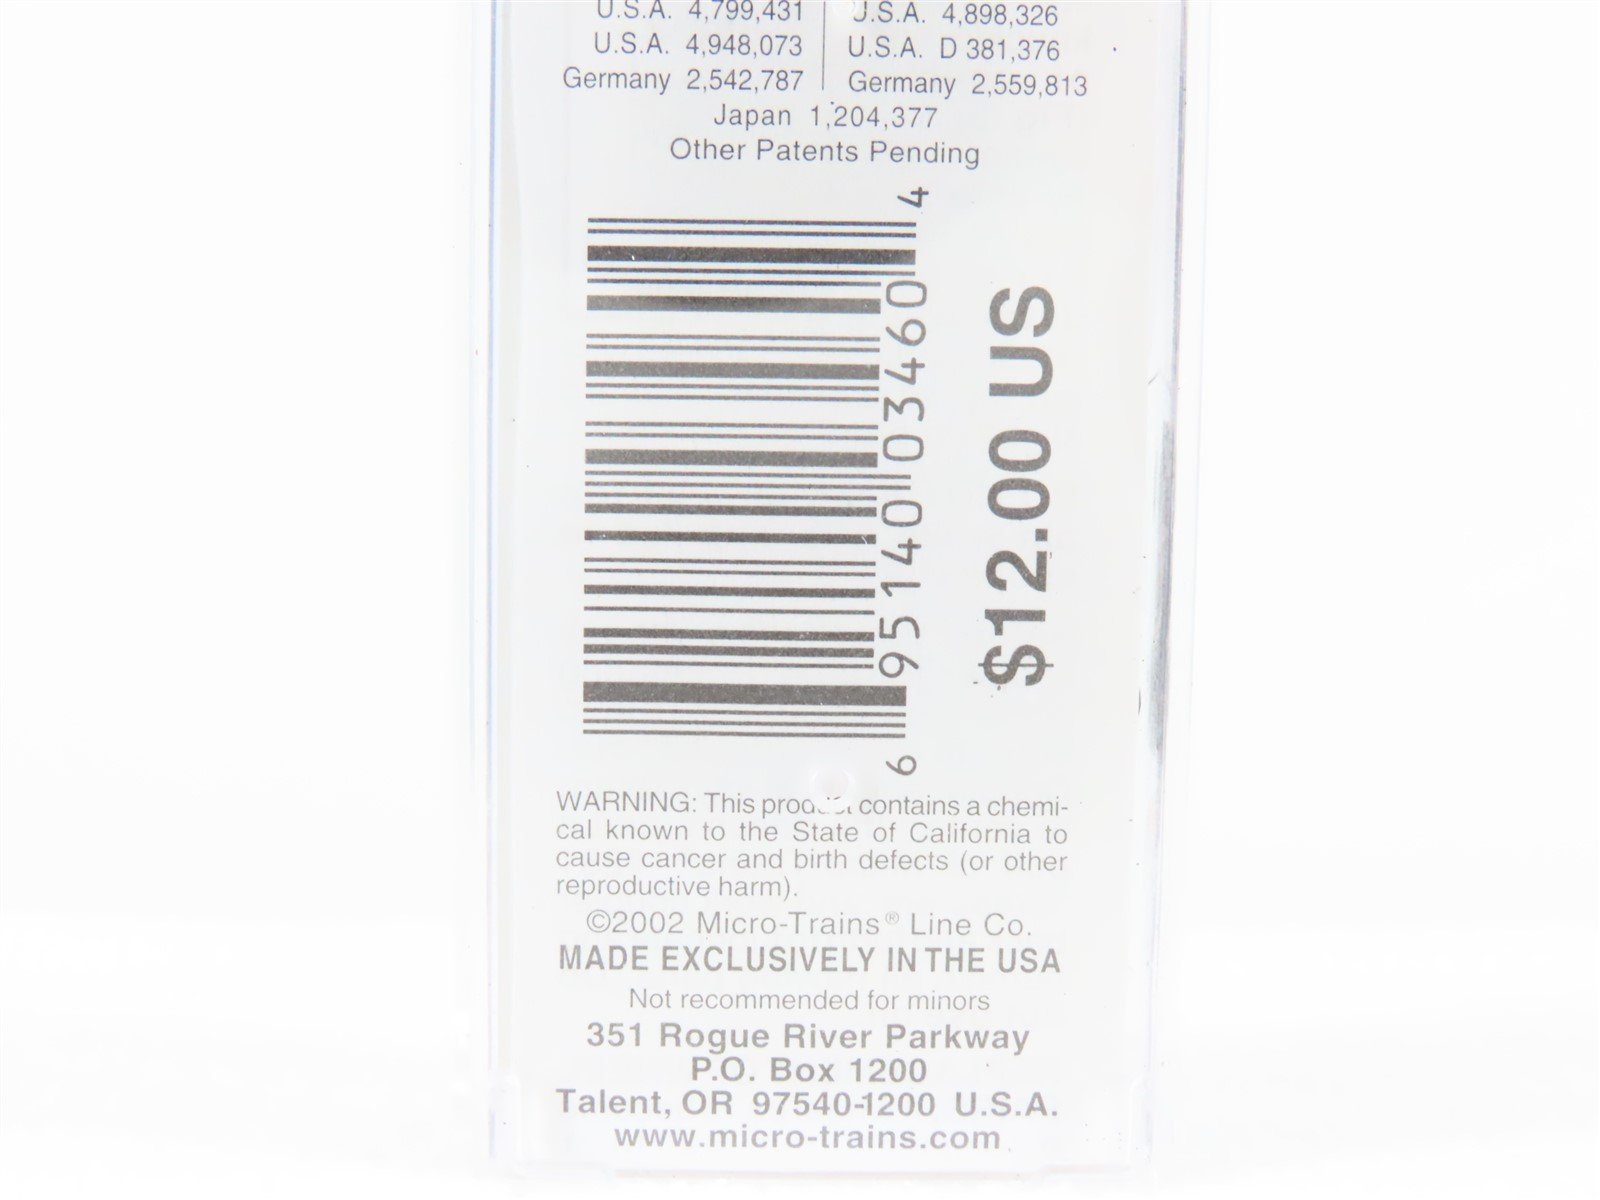 U.S.A. 4,799,431 U.S.A. 4,898,326
U.S.A. 4,948,073 U.S.A. D 381,376
Germany 2,542,787 Germany 2,559,813
Japan 1,204,377
Other Patents Pending
6 95140 03460 4
$12.00 US
WARNING: This product contains a chemi-
cal known to the State of California to
cause cancer and birth defects (or other
reproductive harm).
©2002 Micro-Trains® Line Co.
MADE EXCLUSIVELY IN THE USA
Not recommended for minors
351 Rogue River Parkway
P.O. Box 1200
Talent, OR 97540-1200 U.S.A.
www.micro-trains.com